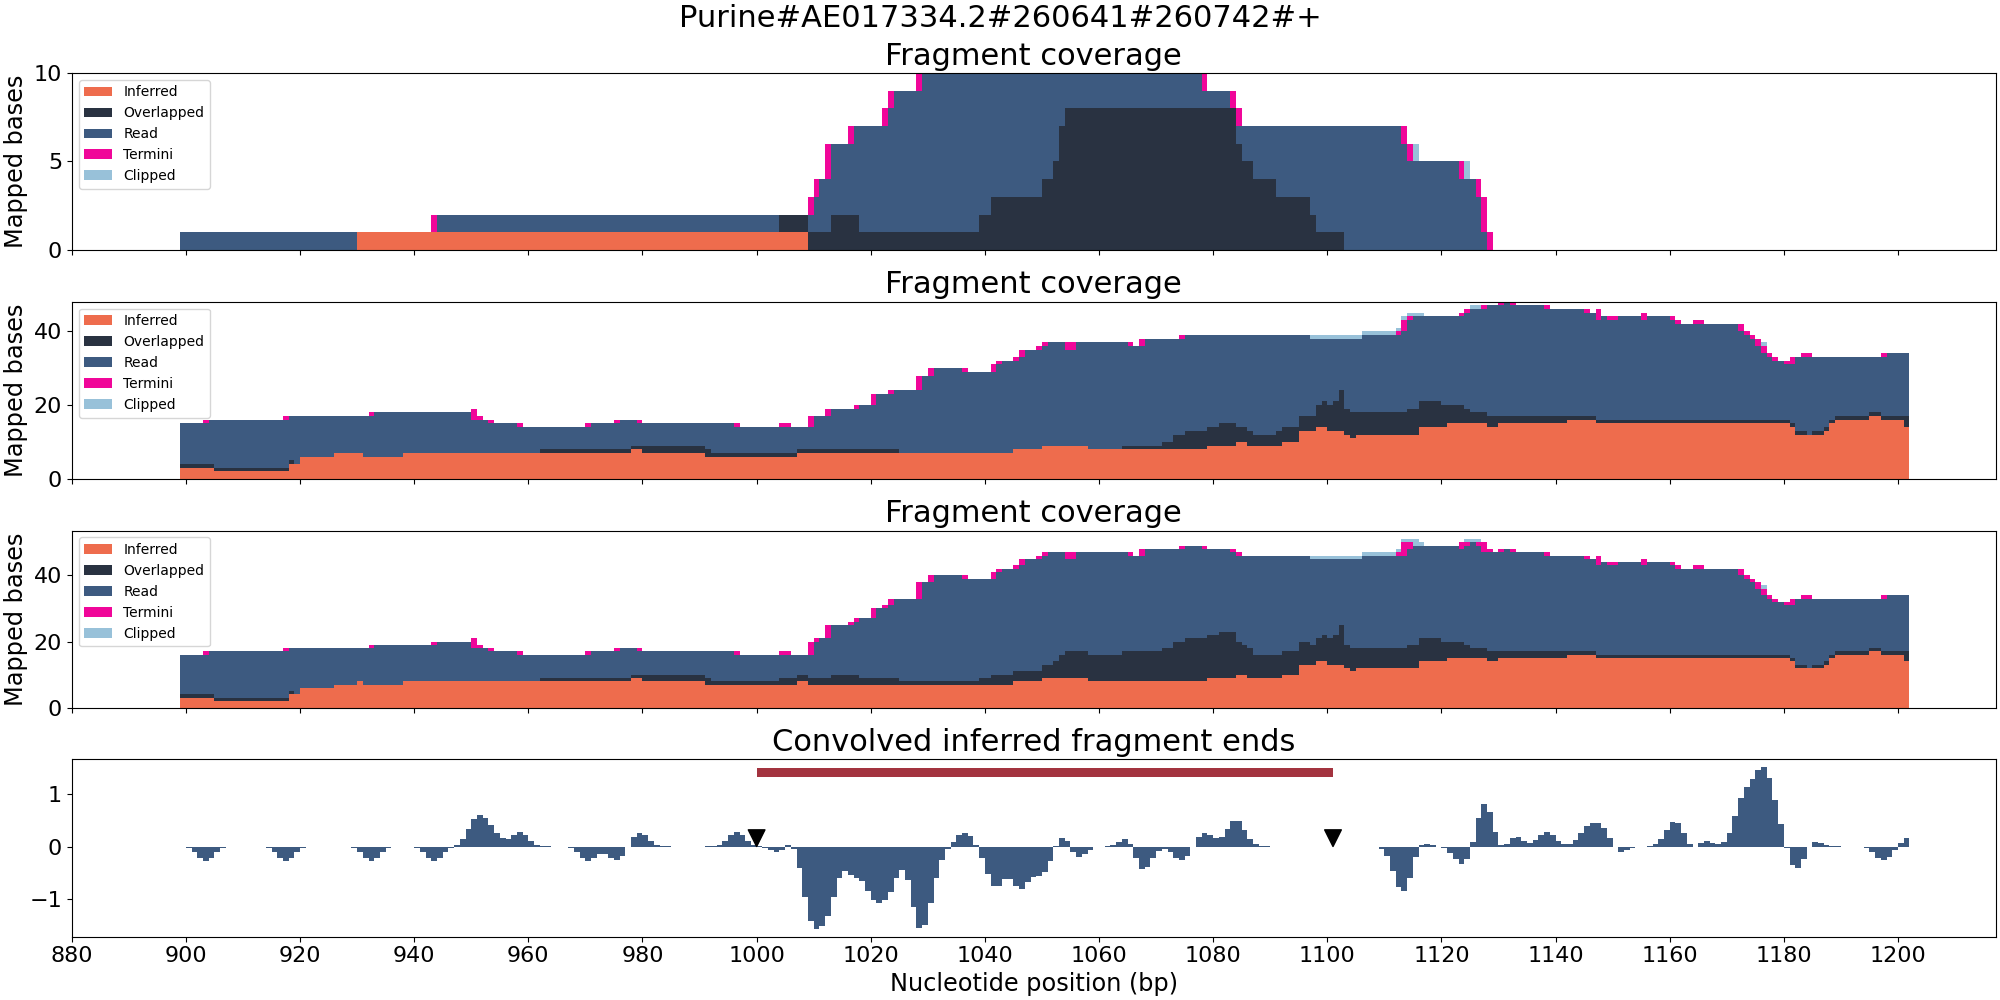 Purine#AE017334.2#260641#260742#+
Fragment coverage
Mapped bases
10
5
0
Inferred
Overlapped
Read
Termini
Clipped
Fragment coverage
Mapped bases
40
20
0
Inferred
Overlapped
Read
Termini
Clipped
Fragment coverage
Mapped bases
40
20
0
Inferred
Overlapped
Read
Termini
Clipped
Convolved inferred fragment ends
1
0
−1
880 900 920 940 960 980 1000 1020 1040 1060 1080 1100 1120 1140 1160 1180 1200
Nucleotide position (bp)